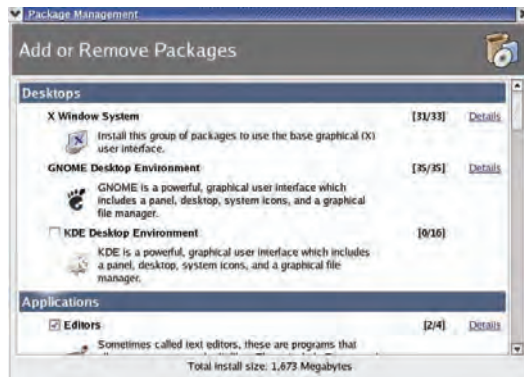 Package Management
Add or Remove Packages
Desktops
X Window System [31/33] Details
Install this group of packages to use the base graphical (X)
user interface.
GNOME Desktop Environment [35/35] Details
GNOME is a powerful, graphical user interface which
includes a panel, desktop, system icons, and a graphical
file manager.
KDE Desktop Environment [0/16]
KDE is a powerful, graphical user interface which includes
a panel, desktop, system icons, and a graphical file
manager.
Applications
Editors [2/4] Details
Sometimes called text editors, these are programs that
Total install size: 1,673 Megabytes